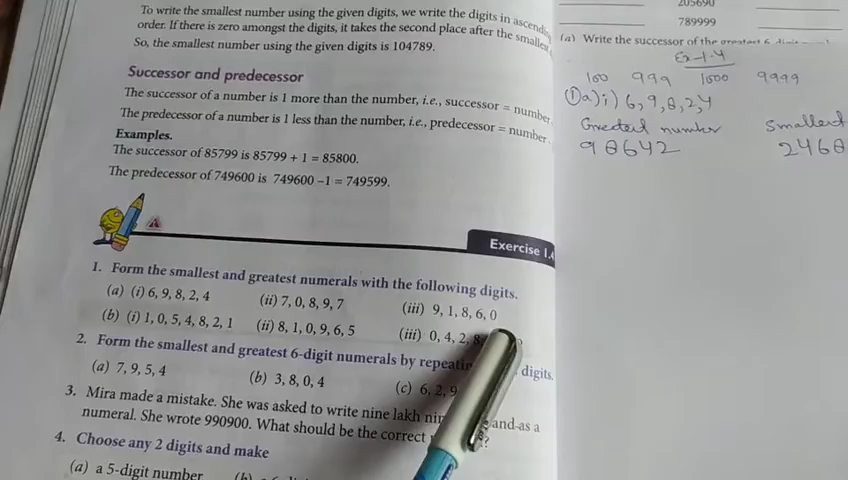 To write the smallest number using the given digits, we write the digits in ascending
order. If there is zero amongst the digits, it takes the second place after the smallest
So, the smallest number using the given digits is 104789.
Successor and predecessor
The successor of a number is 1 more than the number, i.e., successor = number
The predecessor of a number is 1 less than the number, i.e., predecessor = number
Examples.
The successor of 85799 is 85799 + 1 = 85800.
The predecessor of 749600 is 749600 –1 = 749599.
Exercise 1.4
1. Form the smallest and greatest numerals with the following digits.
(a) (i) 6, 9, 8, 2, 4 (ii) 7, 0, 8, 9, 7 (iii) 9, 1, 8, 6, 0
(b) (i) 1, 0, 5, 4, 8, 2, 1 (ii) 8, 1, 0, 9, 6, 5 (iii) 0, 4, 2, 8
2. Form the smallest and greatest 6-digit numerals by repeating digits.
(a) 7, 9, 5, 4 (b) 3, 8, 0, 4 (c) 6, 2, 9
3. Mira made a mistake. She was asked to write nine lakh and as a
numeral. She wrote 990900. What should be the correct ?
4. Choose any 2 digits and make
(a) a 5-digit number (b)
205690
789999
(a) Write the successor of the greatest 6
Ex-1.4
100 999 1000 9999
① a) i) 6, 9, 8, 2, 4
Greatest number Smallest
98642 2468